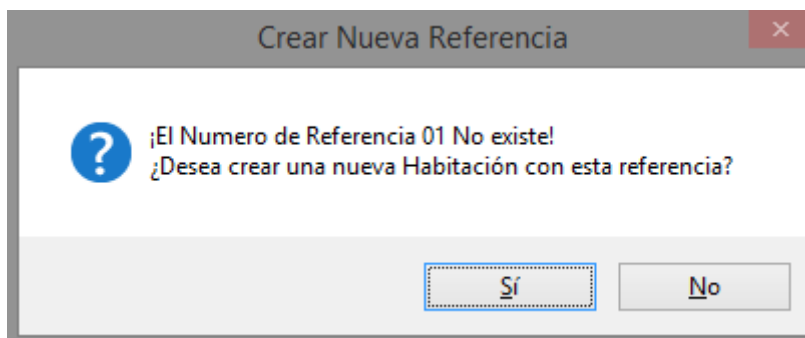 Crear Nueva Referencia
¡El Numero de Referencia 01 No existe!
¿Desea crear una nueva Habitación con esta referencia?
Sí
No